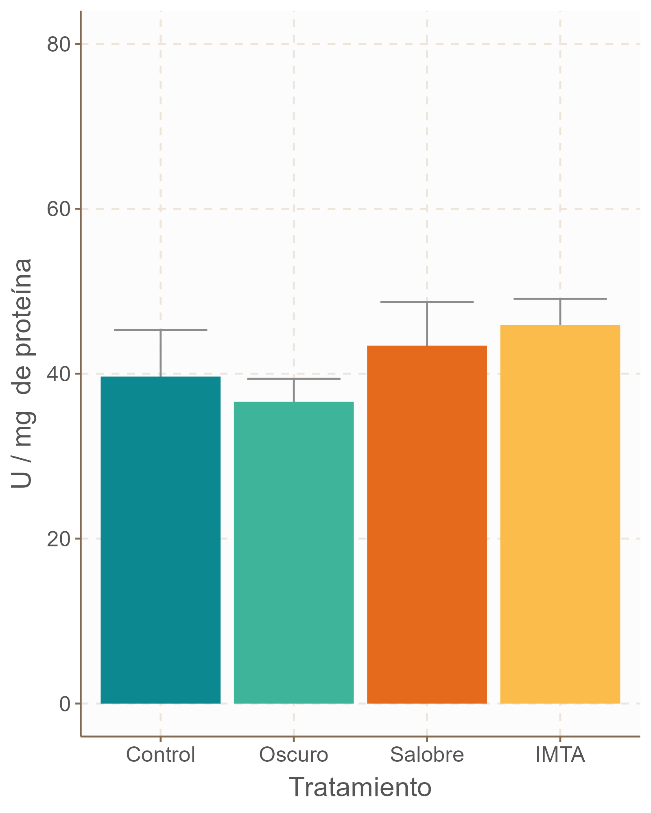 80
60
40
20
0
U / mg  de proteína
Control Oscuro Salobre IMTA
Tratamiento